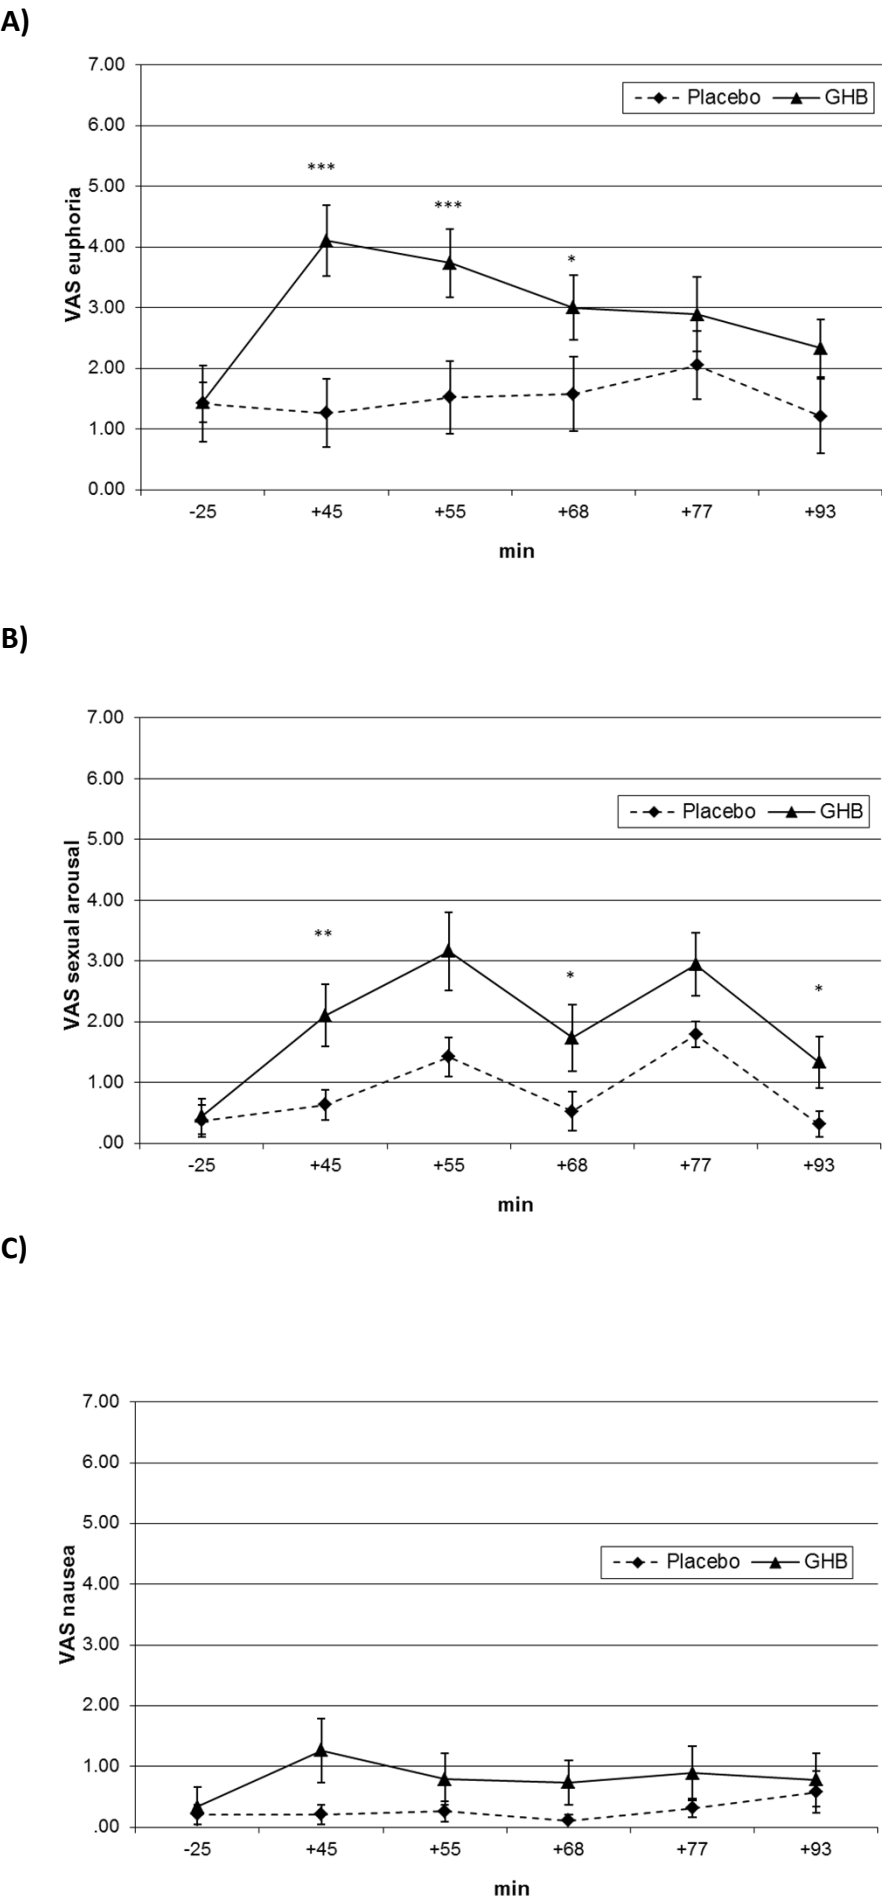 A)
7.00
Placebo GHB
6.00
***
5.00
***
4.00
*
3.00
2.00
1.00
0.00
VAS euphoria
-25 +45 +55 +68 +77 +93
min
B)
7.00
6.00
Placebo GHB
5.00
4.00
**
3.00
*
*
2.00
1.00
.00
VAS sexual arousal
-25 +45 +55 +68 +77 +93
min
C)
7.00
6.00
5.00
Placebo GHB
4.00
3.00
2.00
1.00
.00
VAS nausea
-25 +45 +55 +68 +77 +93
min